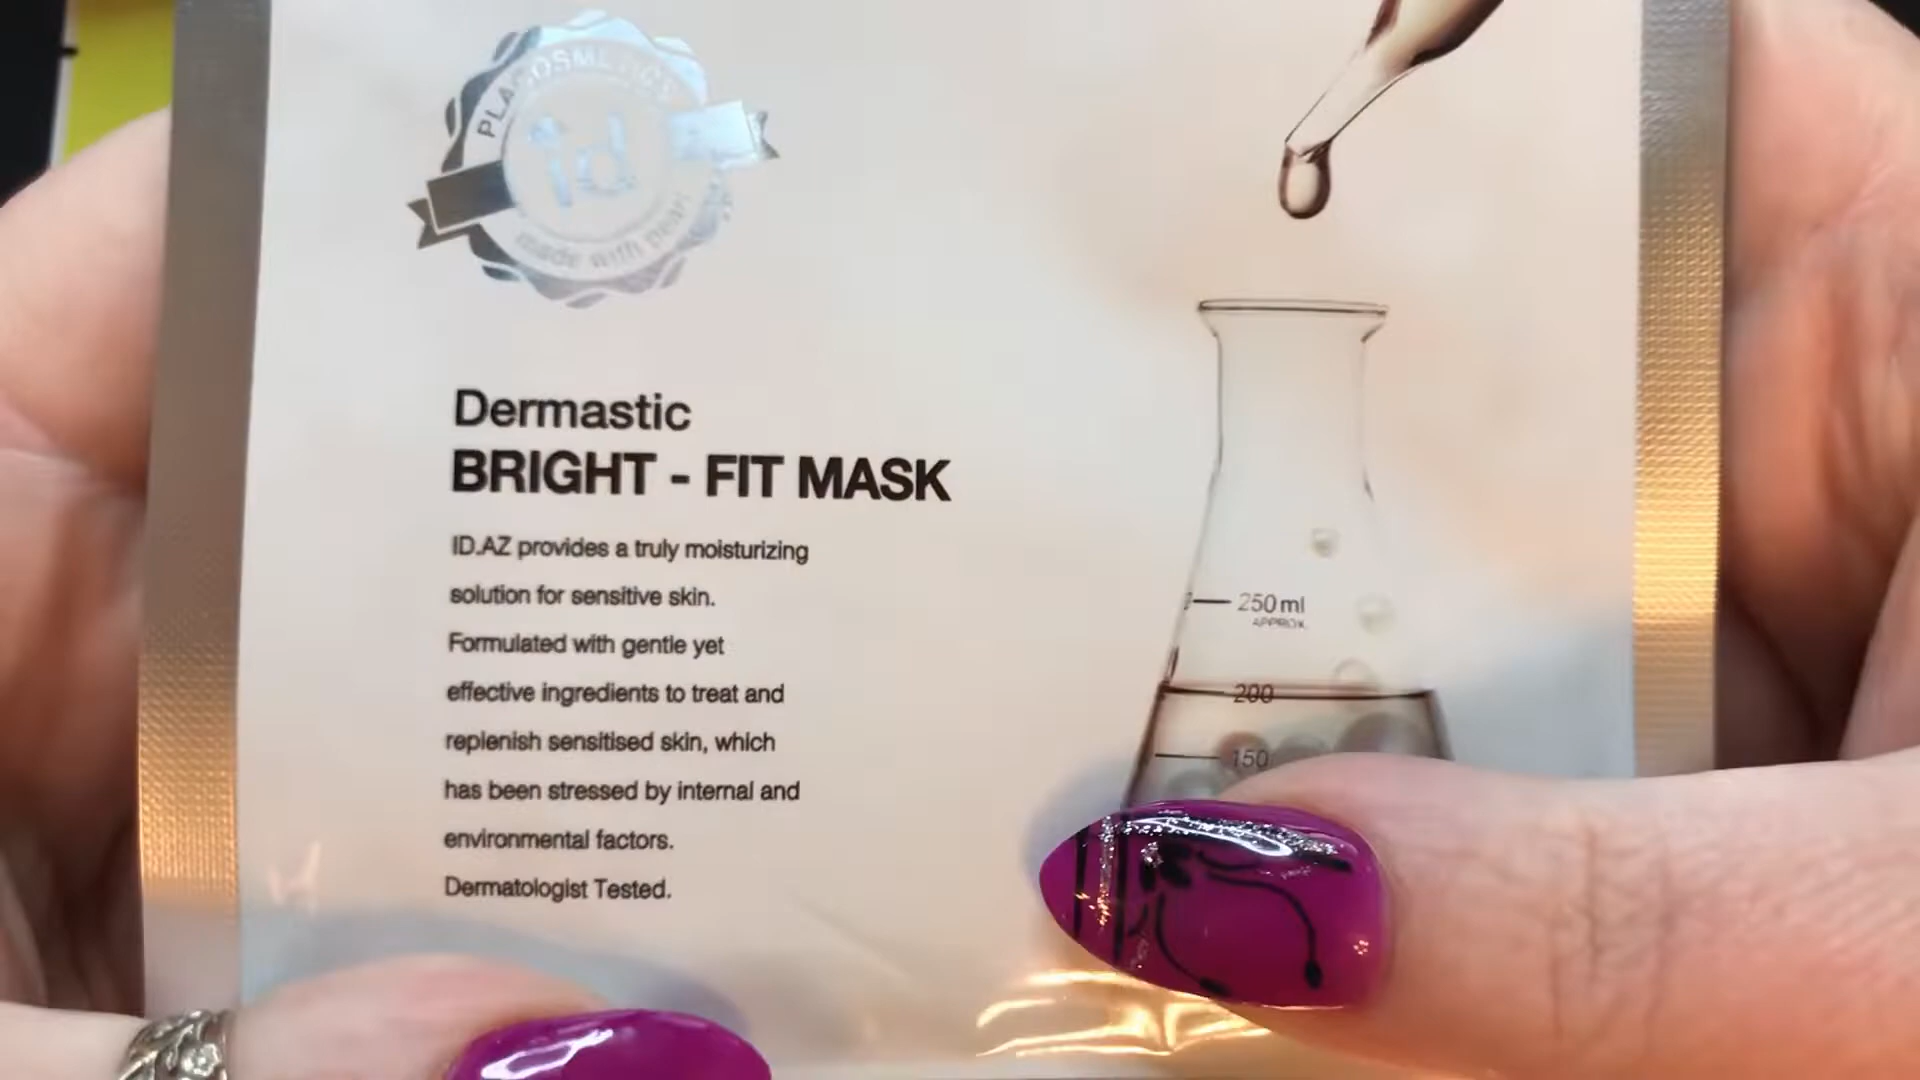 PLACOSMETICS
id
made with pearl
Dermastic
BRIGHT - FIT MASK
ID.AZ provides a truly moisturizing
solution for sensitive skin.
Formulated with gentle yet
effective ingredients to treat and
replenish sensitised skin, which
has been stressed by internal and
environmental factors.
Dermatologist Tested.
250 ml
APPROX.
200
150